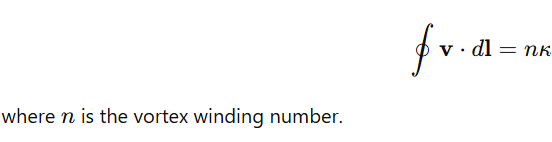 ∮ v · dl = nκ
where n is the vortex winding number.